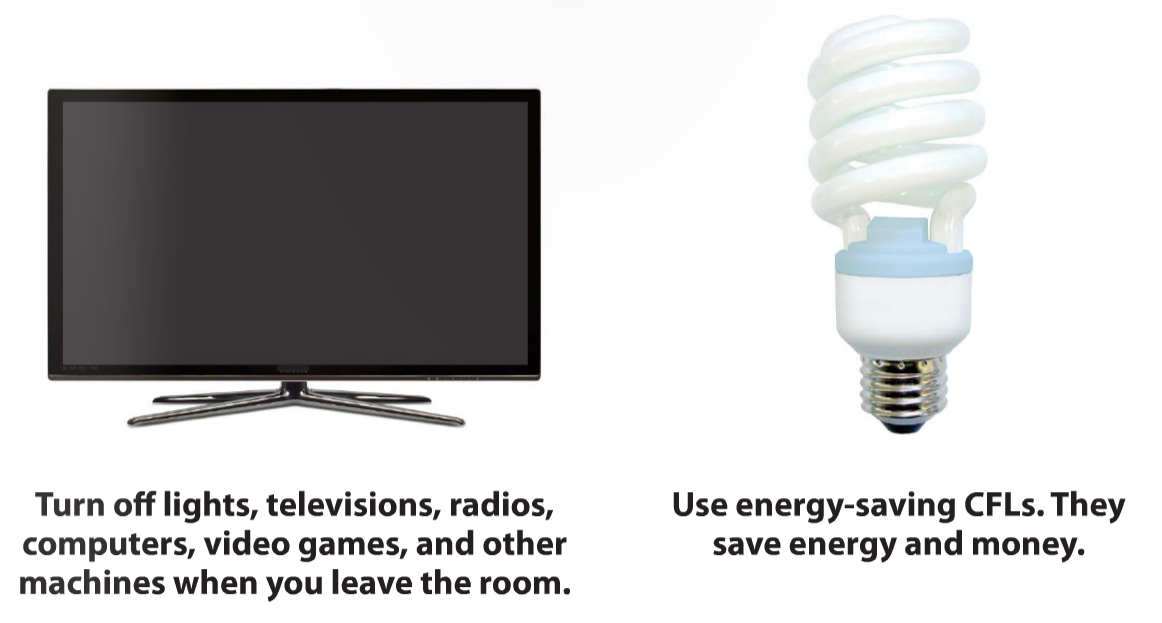 Turn off lights, televisions, radios,
computers, video games, and other
machines when you leave the room.
Use energy-saving CFLs. They
save energy and money.